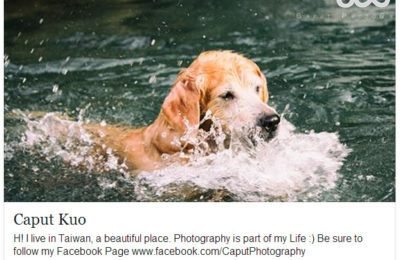 Caput Kuo
H! I live in Taiwan, a beautiful place. Photography is part of my Life :) Be sure to
follow my Facebook Page www.facebook.com/CaputPhotography